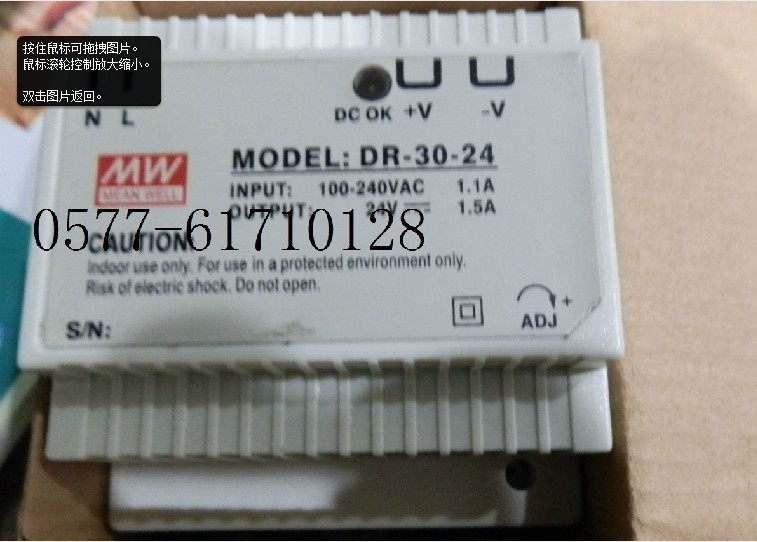 按住鼠标可拖拽图片。
鼠标滚轮控制放大缩小。
双击图片返回。
N L
DC OK +V -V
MW
MEAN WELL
MODEL: DR-30-24
INPUT: 100-240VAC 1.1A
OUTPUT: 24V 1.5A
0577-61710128
CAUTION:
Indoor use only. For use in a protected environment only.
Risk of electric shock. Do not open.
S/N:
ADJ +